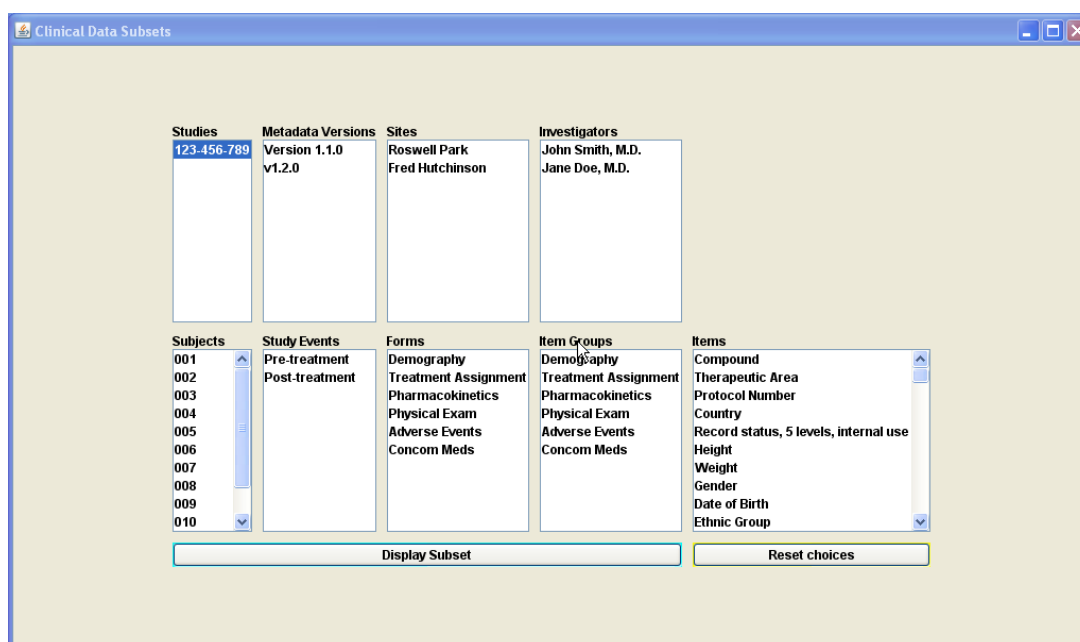 Clinical Data Subsets
Studies
123-456-789
Metadata Versions
Version 1.1.0
v1.2.0
Sites
Roswell Park
Fred Hutchinson
Investigators
John Smith, M.D.
Jane Doe, M.D.
Subjects
001
002
003
004
005
006
007
008
009
010
Study Events
Pre-treatment
Post-treatment
Forms
Demography
Treatment Assignment
Pharmacokinetics
Physical Exam
Adverse Events
Concom Meds
Item Groups
Demography
Treatment Assignment
Pharmacokinetics
Physical Exam
Adverse Events
Concom Meds
Items
Compound
Therapeutic Area
Protocol Number
Country
Record status, 5 levels, internal use
Height
Weight
Gender
Date of Birth
Ethnic Group
Display Subset
Reset choices